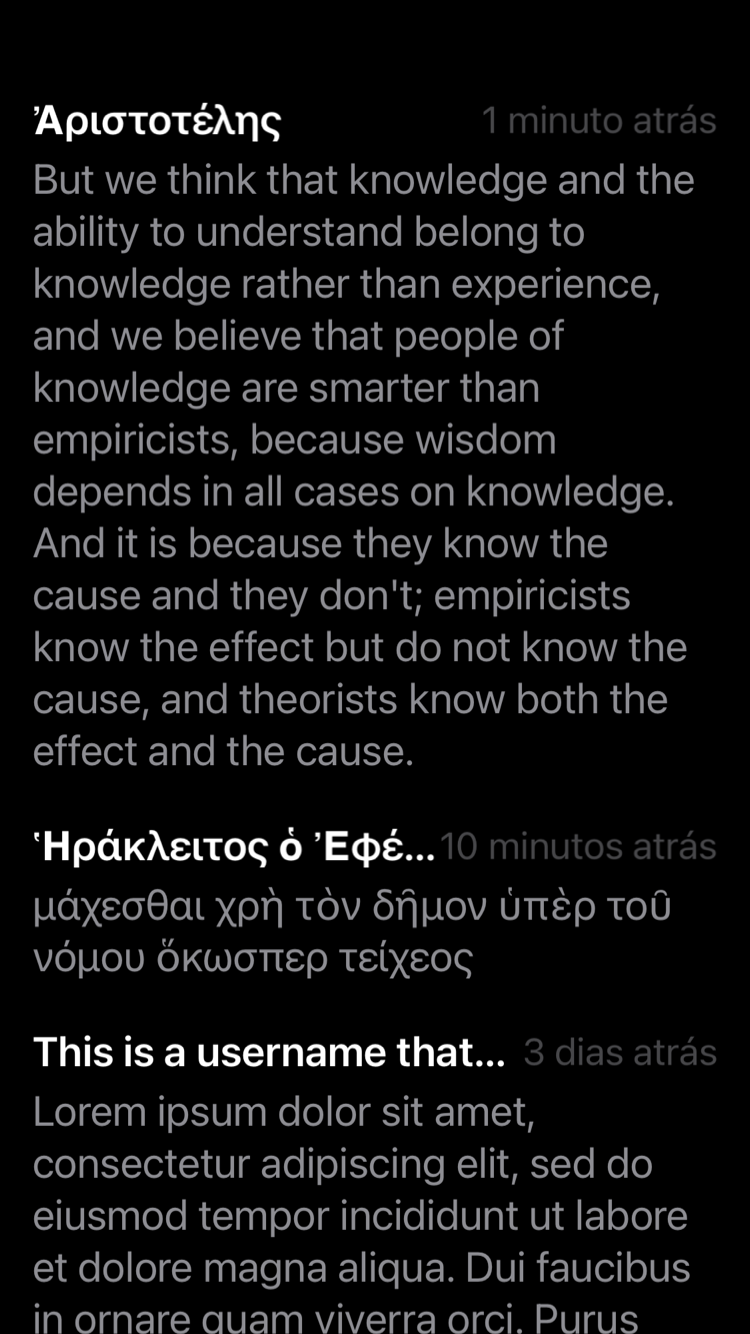 Ἀριστοτέλης 1 minuto atrás
But we think that knowledge and the
ability to understand belong to
knowledge rather than experience,
and we believe that people of
knowledge are smarter than
empiricists, because wisdom
depends in all cases on knowledge.
And it is because they know the
cause and they don't; empiricists
know the effect but do not know the
cause, and theorists know both the
effect and the cause.
Ἡράκλειτος ὁ Ἐφέ... 10 minutos atrás
μάχεσθαι χρὴ τὸν δῆμον ὑπὲρ τοῦ
νόμου ὅκωσπερ τείχεος
This is a username that... 3 dias atrás
Lorem ipsum dolor sit amet,
consectetur adipiscing elit, sed do
eiusmod tempor incididunt ut labore
et dolore magna aliqua. Dui faucibus
in ornare quam viverra orci. Purus